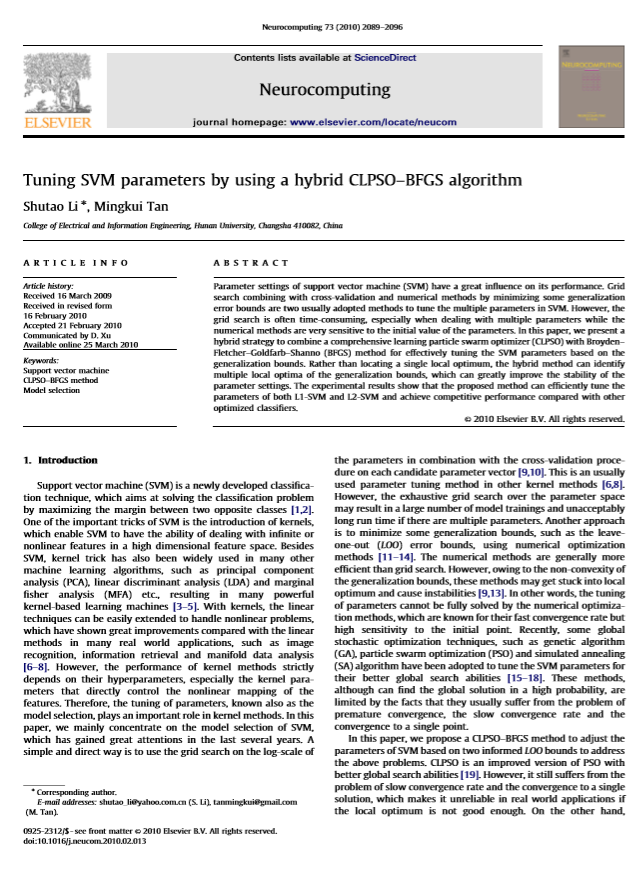 Neurocomputing 73 (2010) 2089–2096
Contents lists available at ScienceDirect
Neurocomputing
journal homepage: www.elsevier.com/locate/neucom
ELSEVIER
NEUROCOMPUTING
Tuning SVM parameters by using a hybrid CLPSO–BFGS algorithm
Shutao Li *, Mingkui Tan
College of Electrical and Information Engineering, Hunan University, Changsha 410082, China
ARTICLE INFO
Article history:
Received 16 March 2009
Received in revised form
16 February 2010
Accepted 21 February 2010
Communicated by D. Xu
Available online 25 March 2010
Keywords:
Support vector machine
CLPSO–BFGS method
Model selection
ABSTRACT
Parameter settings of support vector machine (SVM) have a great influence on its performance. Grid
search combining with cross-validation and numerical methods by minimizing some generalization
error bounds are two usually adopted methods to tune the multiple parameters in SVM. However, the
grid search is often time-consuming, especially when dealing with multiple parameters while the
numerical methods are very sensitive to the initial value of the parameters. In this paper, we present a
hybrid strategy to combine a comprehensive learning particle swarm optimizer (CLPSO) with Broyden–
Fletcher–Goldfarb–Shanno (BFGS) method for effectively tuning the SVM parameters based on the
generalization bounds. Rather than locating a single local optimum, the hybrid method can identify
multiple local optima of the generalization bounds, which can greatly improve the stability of the
parameter settings. The experimental results show that the proposed method can efficiently tune the
parameters of both L1-SVM and L2-SVM and achieve competitive performance compared with other
optimized classifiers.
© 2010 Elsevier B.V. All rights reserved.
1. Introduction
Support vector machine (SVM) is a newly developed classifica-
tion technique, which aims at solving the classification problem
by maximizing the margin between two opposite classes [1,2].
One of the important tricks of SVM is the introduction of kernels,
which enable SVM to have the ability of dealing with infinite or
nonlinear features in a high dimensional feature space. Besides
SVM, kernel trick has also been widely used in many other
machine learning algorithms, such as principal component
analysis (PCA), linear discriminant analysis (LDA) and marginal
fisher analysis (MFA) etc., resulting in many powerful
kernel-based learning machines [3–5]. With kernels, the linear
techniques can be easily extended to handle nonlinear problems,
which have shown great improvements compared with the linear
methods in many real world applications, such as image
recognition, information retrieval and manifold data analysis
[6–8]. However, the performance of kernel methods strictly
depends on their hyperparameters, especially the kernel para-
meters that directly control the nonlinear mapping of the
features. Therefore, the tuning of parameters, known also as the
model selection, plays an important role in kernel methods. In this
paper, we mainly concentrate on the model selection of SVM,
which has gained great attentions in the last several years. A
simple and direct way is to use the grid search on the log-scale of
* Corresponding author.
E-mail addresses: shutao_li@yahoo.com.cn (S. Li), tanmingkui@gmail.com
(M. Tan).
0925-2312/$ - see front matter © 2010 Elsevier B.V. All rights reserved.
doi:10.1016/j.neucom.2010.02.013
the parameters in combination with the cross-validation proce-
dure on each candidate parameter vector [9,10]. This is an usually
used parameter tuning method in other kernel methods [6,8].
However, the exhaustive grid search over the parameter space
may result in a large number of model trainings and unacceptably
long run time if there are multiple parameters. Another approach
is to minimize some generalization bounds, such as the leave-
one-out (LOO) error bounds, using numerical optimization
methods [11–14]. The numerical methods are generally more
efficient than grid search. However, owing to the non-convexity of
the generalization bounds, these methods may get stuck into local
optimum and cause instabilities [9,13]. In other words, the tuning
of parameters cannot be fully solved by the numerical optimiza-
tion methods, which are known for their fast convergence rate but
high sensitivity to the initial point. Recently, some global
stochastic optimization techniques, such as genetic algorithm
(GA), particle swarm optimization (PSO) and simulated annealing
(SA) algorithm have been adopted to tune the SVM parameters for
their better global search abilities [15–18]. These methods,
although can find the global solution in a high probability, are
limited by the facts that they usually suffer from the problem of
premature convergence, the slow convergence rate and the
convergence to a single point.
In this paper, we propose a CLPSO–BFGS method to adjust the
parameters of SVM based on two informed LOO bounds to address
the above problems. CLPSO is an improved version of PSO with
better global search abilities [19]. However, it still suffers from the
problem of slow convergence rate and the convergence to a single
solution, which makes it unreliable in real world applications if
the local optimum is not good enough. On the other hand,